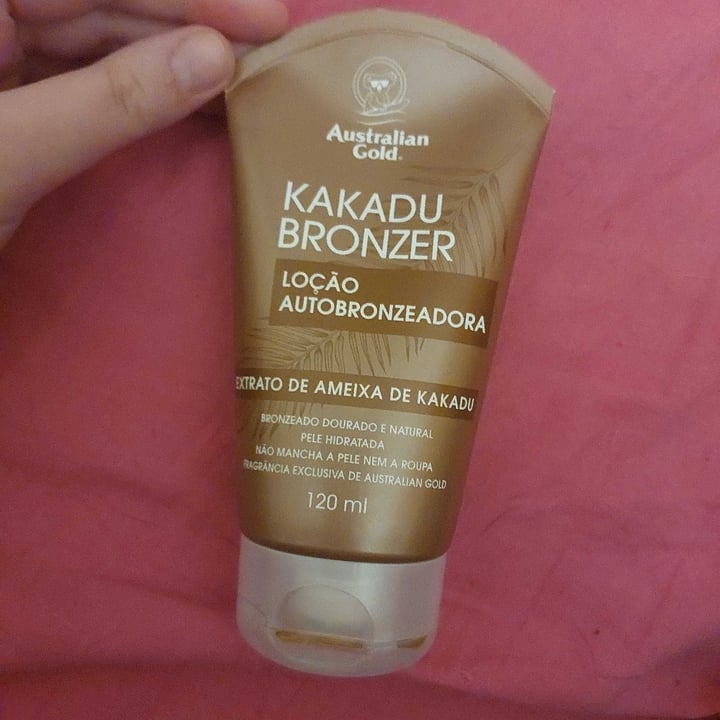 Australian
Gold®
KAKADU
BRONZER
LOÇÃO
AUTOBRONZEADORA
EXTRATO DE AMEIXA DE KAKADU
BRONZEADO DOURADO E NATURAL
PELE HIDRATADA
NÃO MANCHA A PELE NEM A ROUPA
FRAGRÂNCIA EXCLUSIVA DE AUSTRALIAN GOLD
120 ml